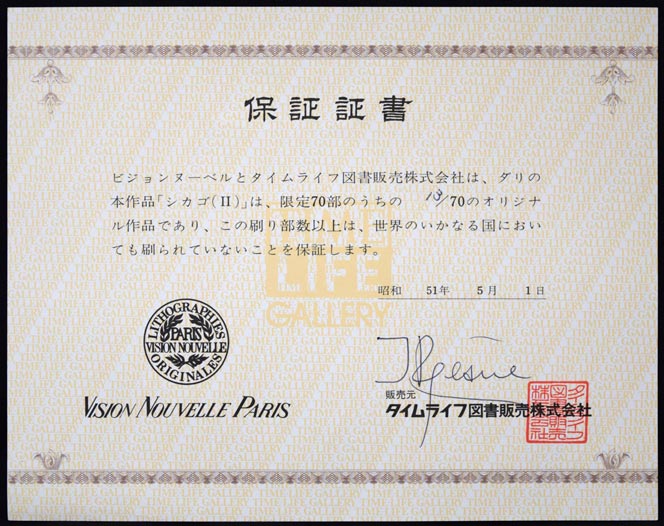 保証証書
ビジョンヌーベルとタイムライフ図書販売株式会社は、ダリの
本作品「シカゴ(II)」は、限定70部のうちの 13/70のオリジナ
ル作品であり、この刷り部数以上は、世界のいかなる国におい
ても刷られていないことを保証します。
TIME
LIFE
GALLERY
昭和 51年 5月 1日
LITHOGRAPHIES
PARIS
VISION NOUVELLE
ORIGINALES
VISION NOUVELLE PARIS
販売元
タイムライフ図書販売株式会社